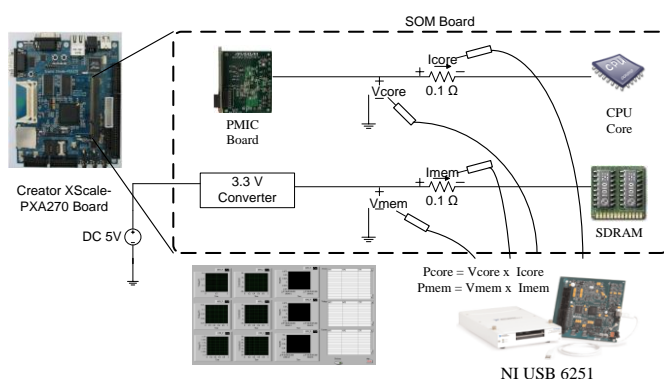 SOM Board
Icore
+ −
0.1 Ω
+
Vcore
PMIC
Board
CPU
CPU
Core
Creator XScale-
PXA270 Board
3.3 V
Converter
Imem
+ −
0.1 Ω
+
Vmem
SDRAM
DC 5V
Pcore = Vcore x Icore
Pmem = Vmem x Imem
NI USB 6251